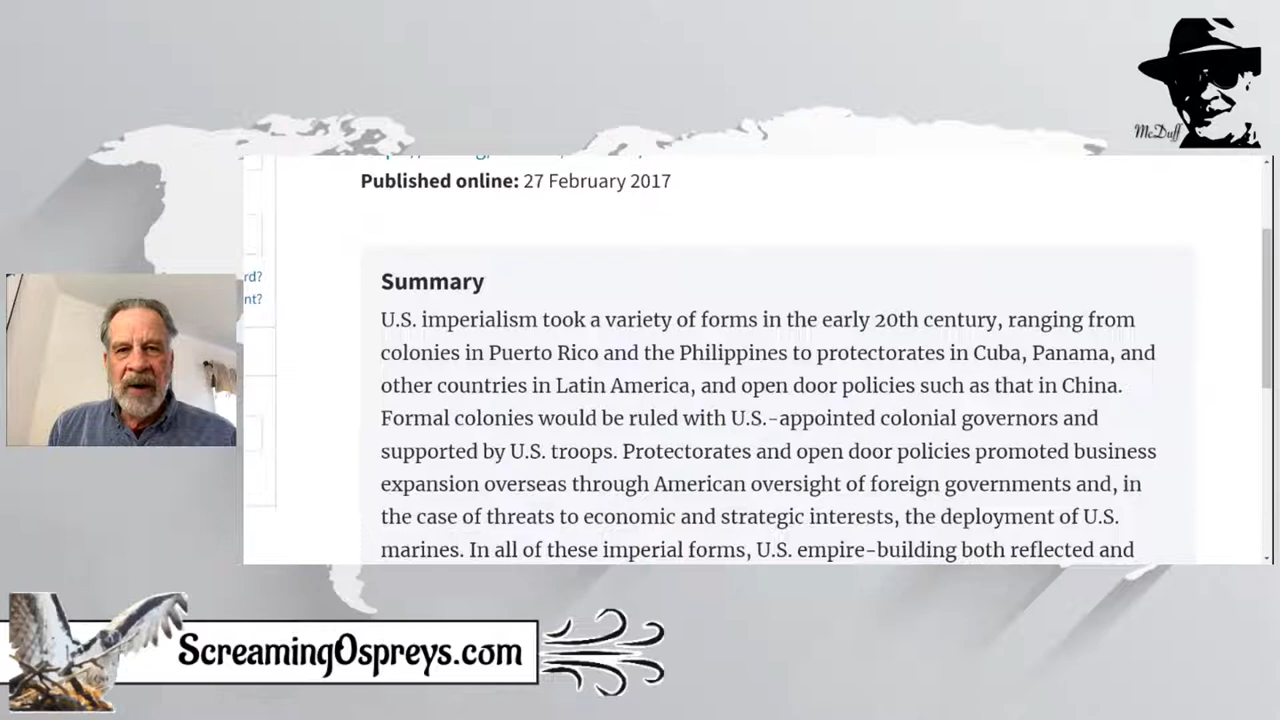 McDuff
Published online: 27 February 2017
rd?
nt?
Summary
U.S. imperialism took a variety of forms in the early 20th century, ranging from
colonies in Puerto Rico and the Philippines to protectorates in Cuba, Panama, and
other countries in Latin America, and open door policies such as that in China.
Formal colonies would be ruled with U.S.-appointed colonial governors and
supported by U.S. troops. Protectorates and open door policies promoted business
expansion overseas through American oversight of foreign governments and, in
the case of threats to economic and strategic interests, the deployment of U.S.
marines. In all of these imperial forms, U.S. empire-building both reflected and
ScreamingOspreys.com